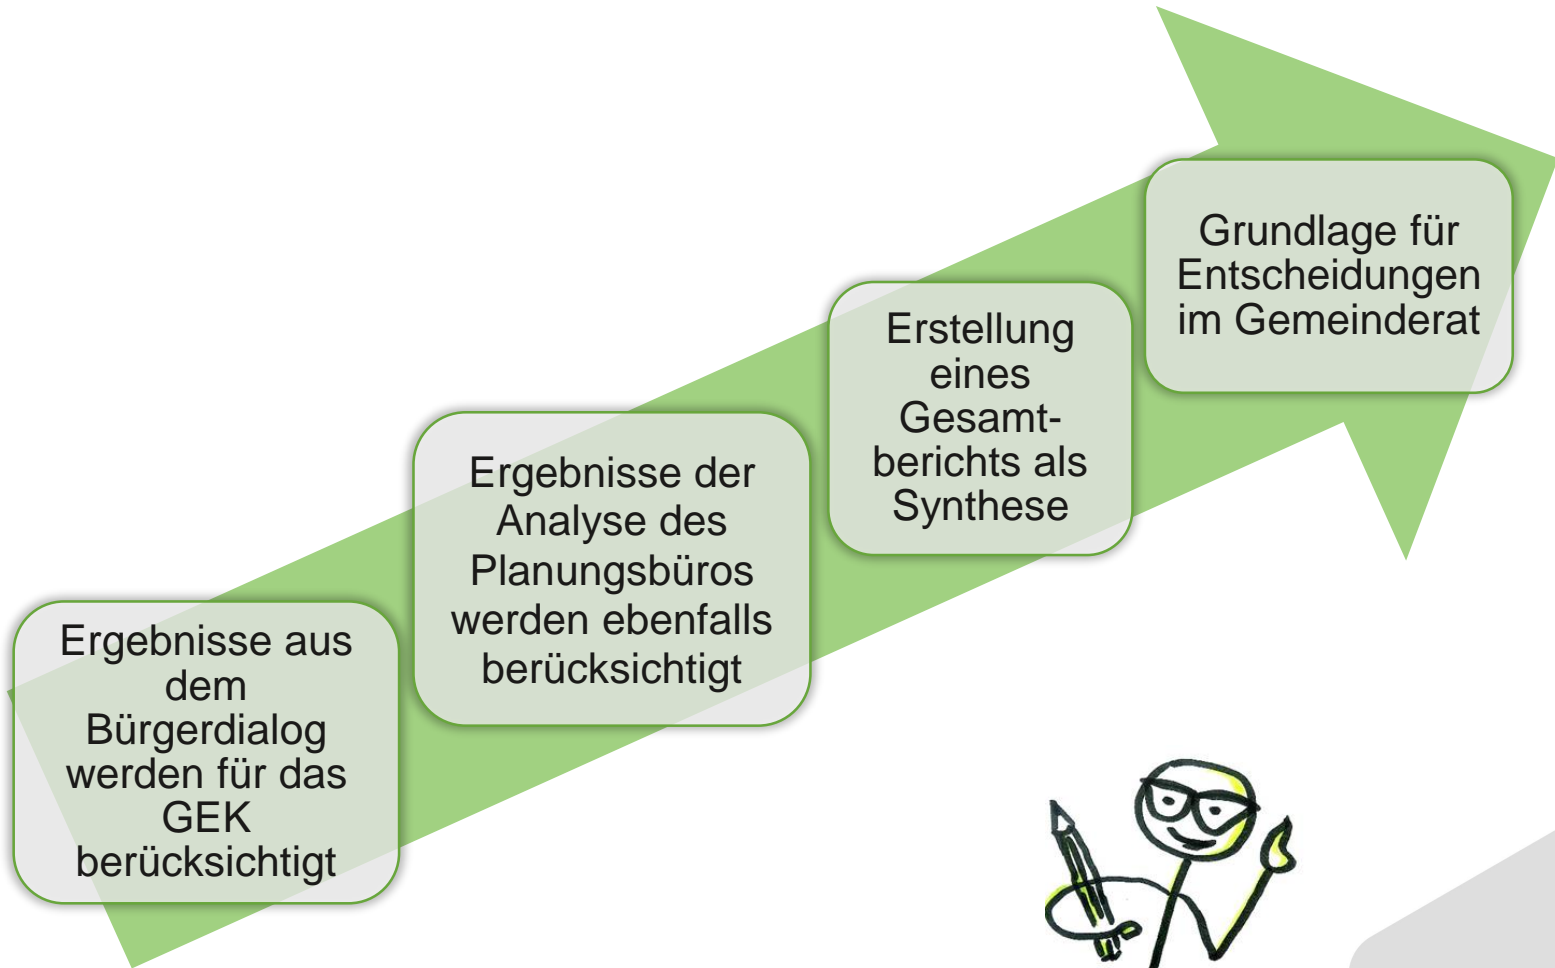 Ergebnisse aus
dem
Bürgerdialog
werden für das
GEK
berücksichtigt
Ergebnisse der
Analyse des
Planungsbüros
werden ebenfalls
berücksichtigt
Erstellung
eines
Gesamt-
berichts als
Synthese
Grundlage für
Entscheidungen
im Gemeinderat